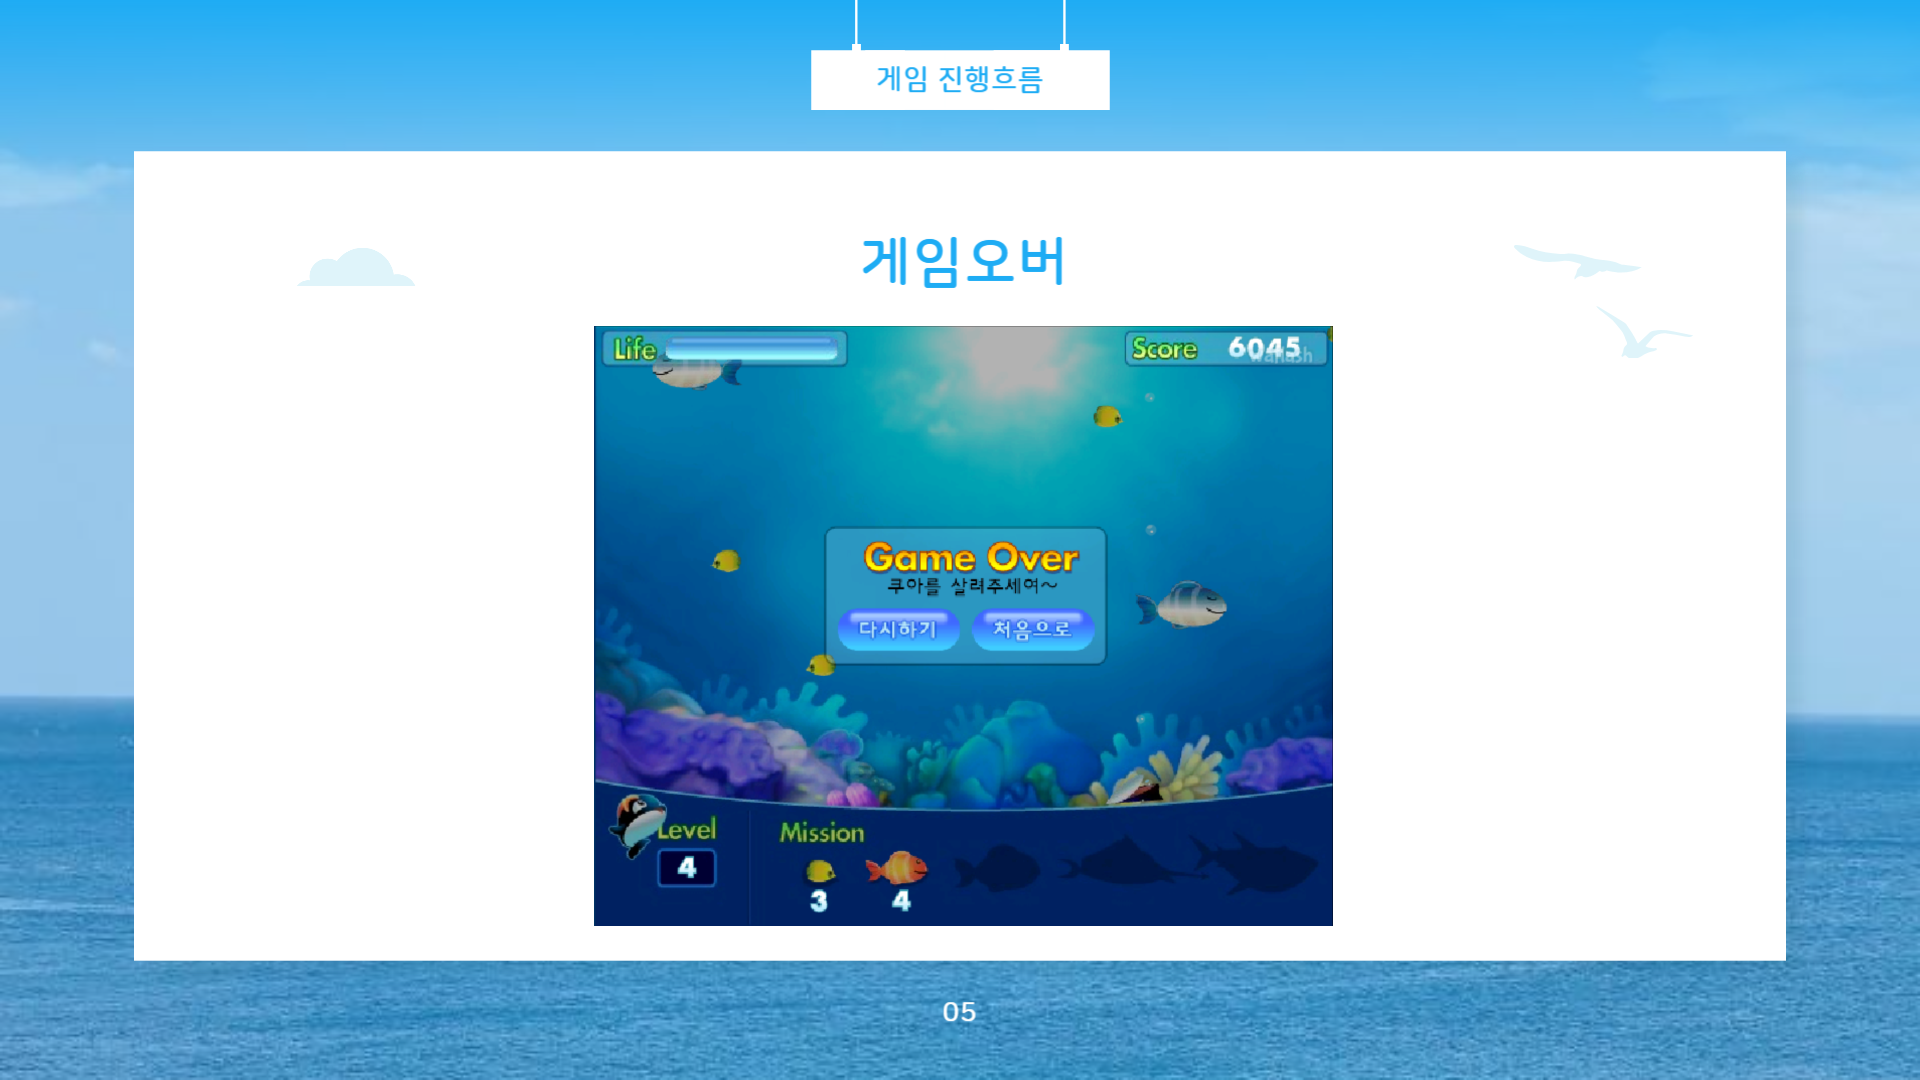 게임 진행흐름
게임오버
Life
Score 6045
Game Over
쿠아를 살려주세여~
다시하기 처음으로
Level
4
Mission
3 4
05